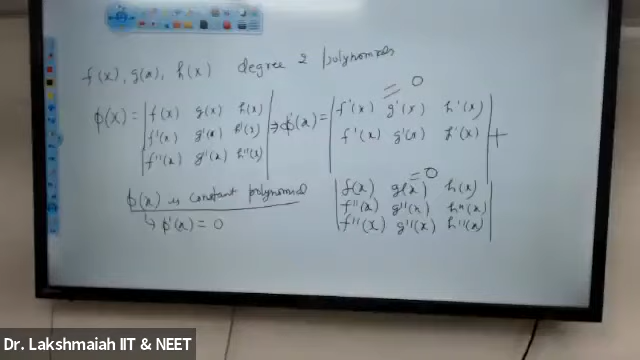 f(x), g(x), h(x) degree 2 polynomials
= 0
ϕ(x) = | f(x) g(x) h(x) | ⇒ ϕ'(x) = | f'(x) g'(x) h'(x) | +
| f'(x) g'(x) h'(x) | | f'(x) g'(x) h'(x) |
| f''(x) g''(x) h''(x) |
= 0
| f(x) g(x) h(x) |
| f''(x) g''(x) h''(x) |
| f''(x) g''(x) h''(x) |
ϕ(x) is constant polynomial
↳ ϕ'(x) = 0
Dr. Lakshmaiah IIT & NEET